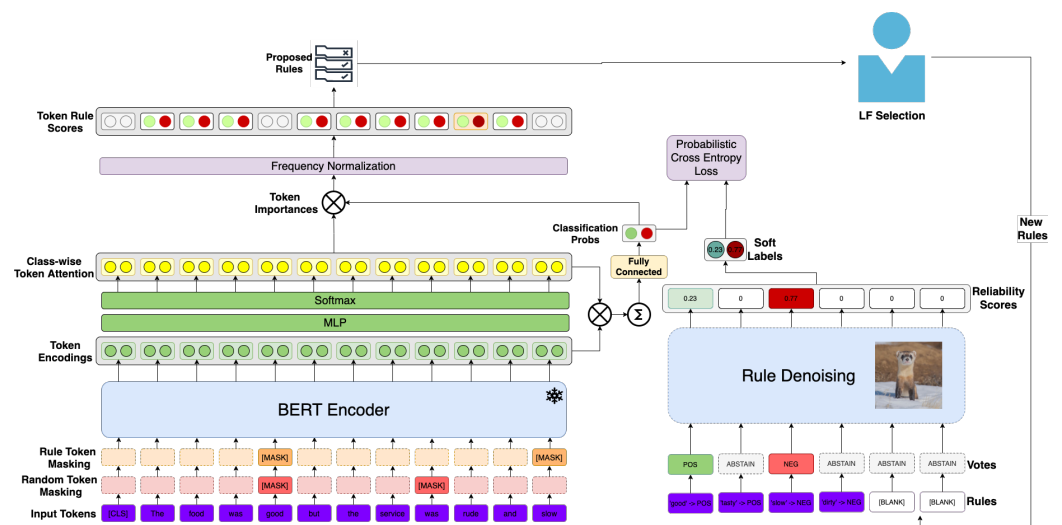 Proposed
Rules
LF Selection
Token Rule
Scores
Frequency Normalization
Probabilistic
Cross Entropy
Loss
Token
Importances
Classification
Probs
New
Rules
Class-wise
Token Attention
Fully
Connected
0.23
0.77
Soft
Labels
Softmax
MLP
0.23
0
0.77
0
0
0
Reliability
Scores
Token
Encodings
Σ
BERT Encoder
Rule Denoising
Rule Token
Masking
[MASK]
[MASK]
POS
ABSTAIN
NEG
ABSTAIN
ABSTAIN
ABSTAIN
Votes
Random Token
Masking
[MASK]
[MASK]
Input Tokens
[CLS]
The
food
was
good
but
the
service
was
rude
and
slow
'good' -> POS
'tasty' -> POS
'slow' -> NEG
'dirty' -> NEG
[BLANK]
[BLANK]
Rules